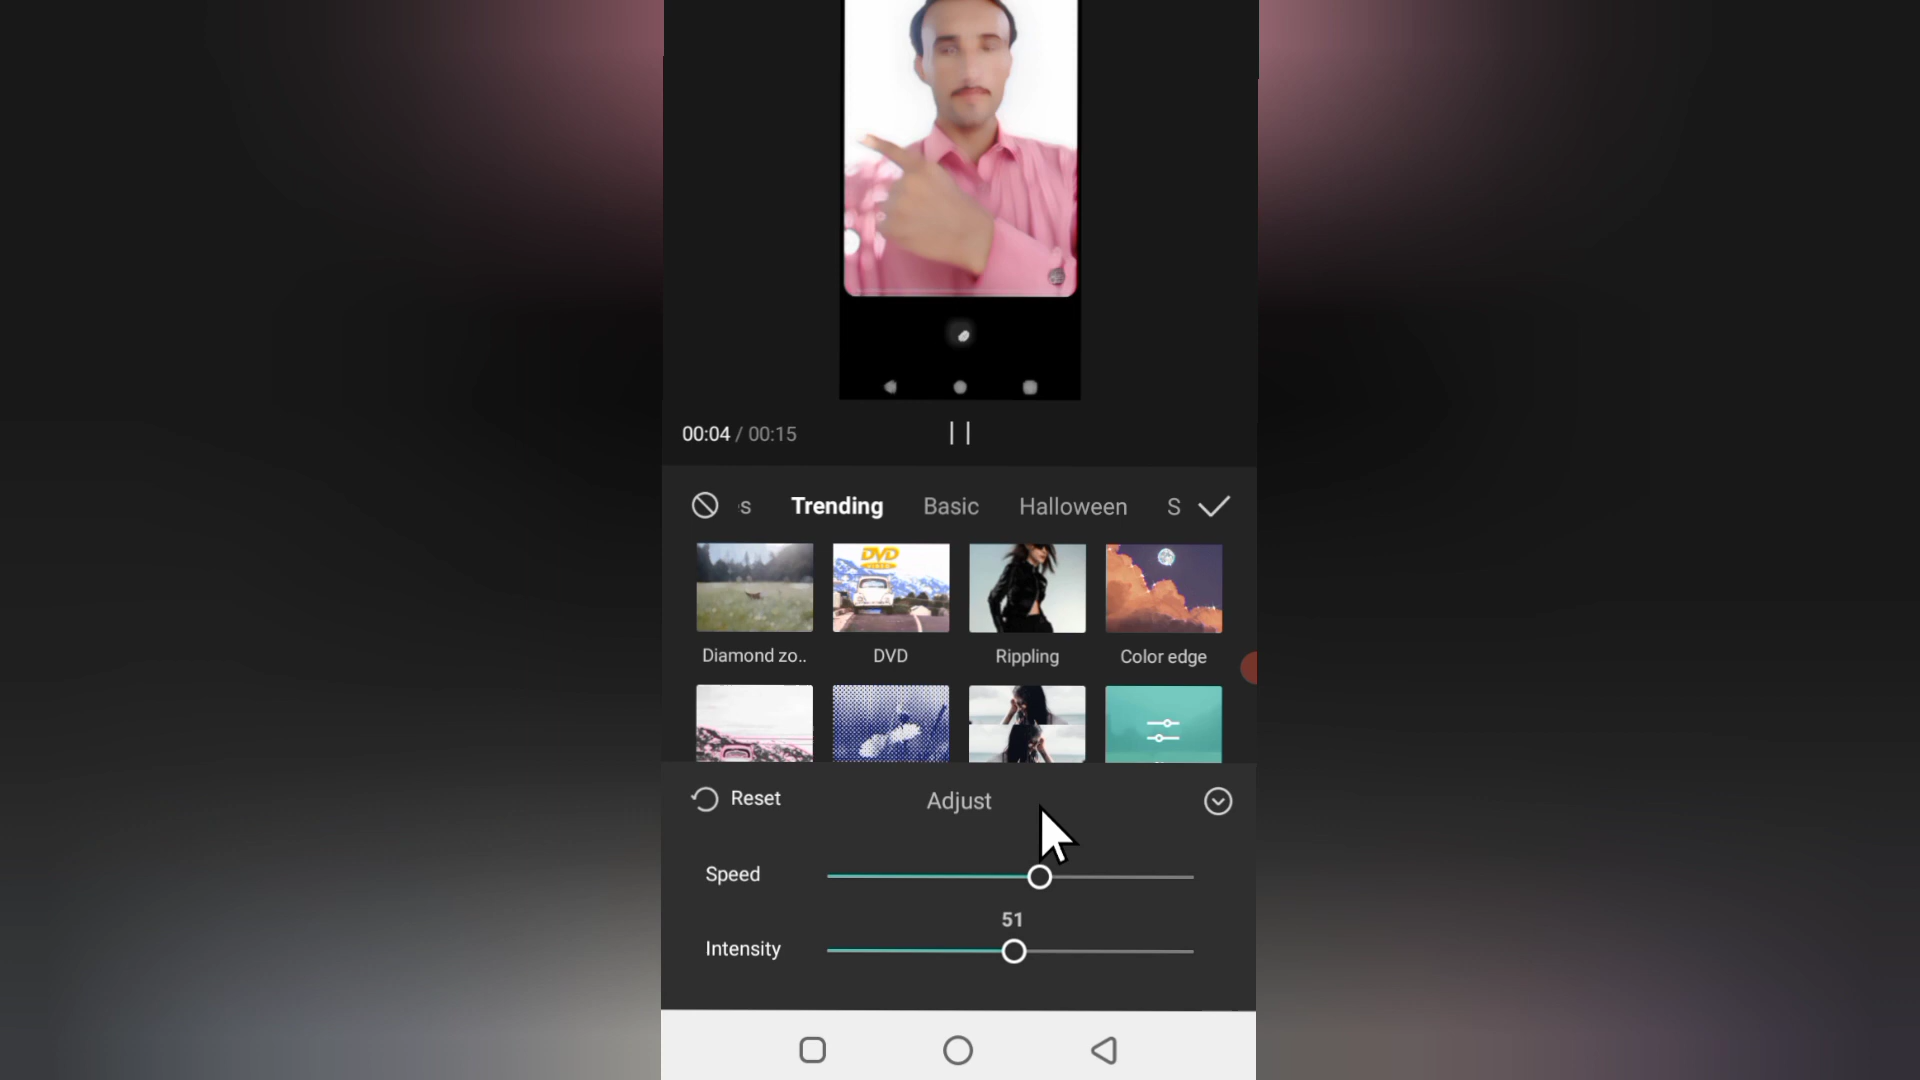 00:04 / 00:15
Trending Basic Halloween S
DVD
VIDEO
Diamond zo.. DVD Rippling Color edge
Reset Adjust
Speed
51
Intensity